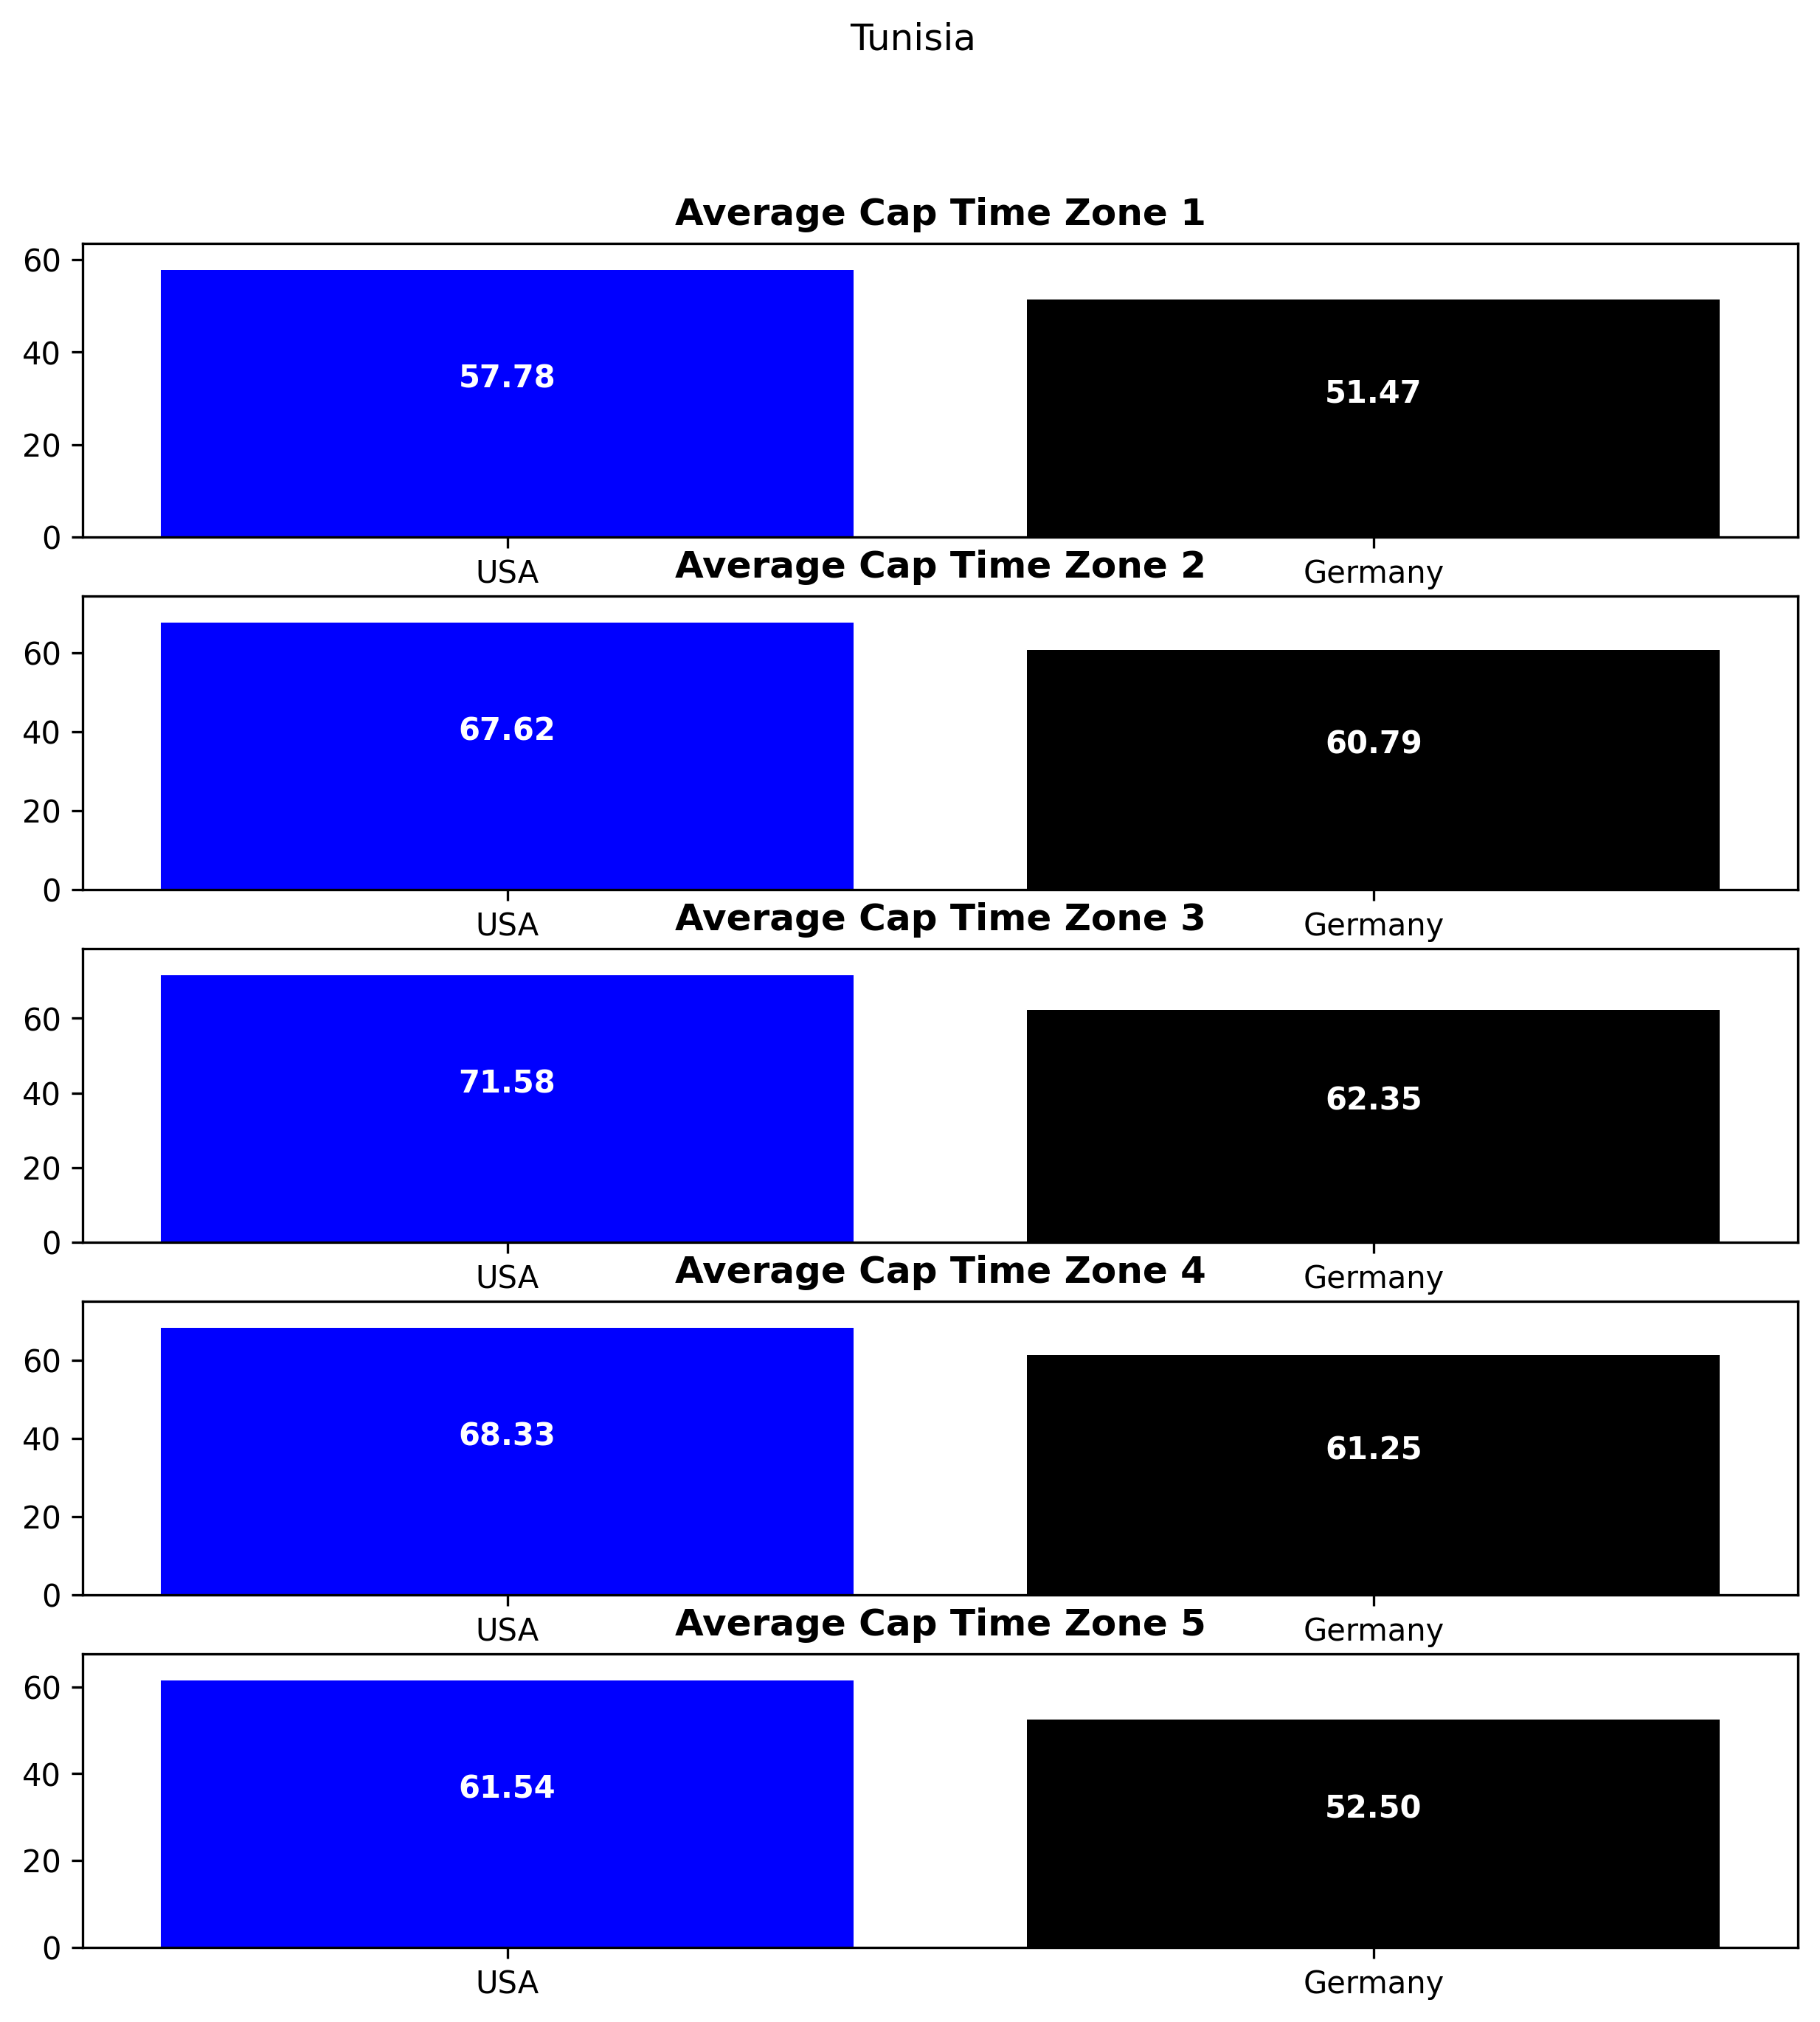 Tunisia
Average Cap Time Zone 1
60
40
20
0
57.78
51.47
USA
Germany
Average Cap Time Zone 2
60
40
20
0
67.62
60.79
USA
Germany
Average Cap Time Zone 3
60
40
20
0
71.58
62.35
USA
Germany
Average Cap Time Zone 4
60
40
20
0
68.33
61.25
USA
Germany
Average Cap Time Zone 5
60
40
20
0
61.54
52.50
USA
Germany